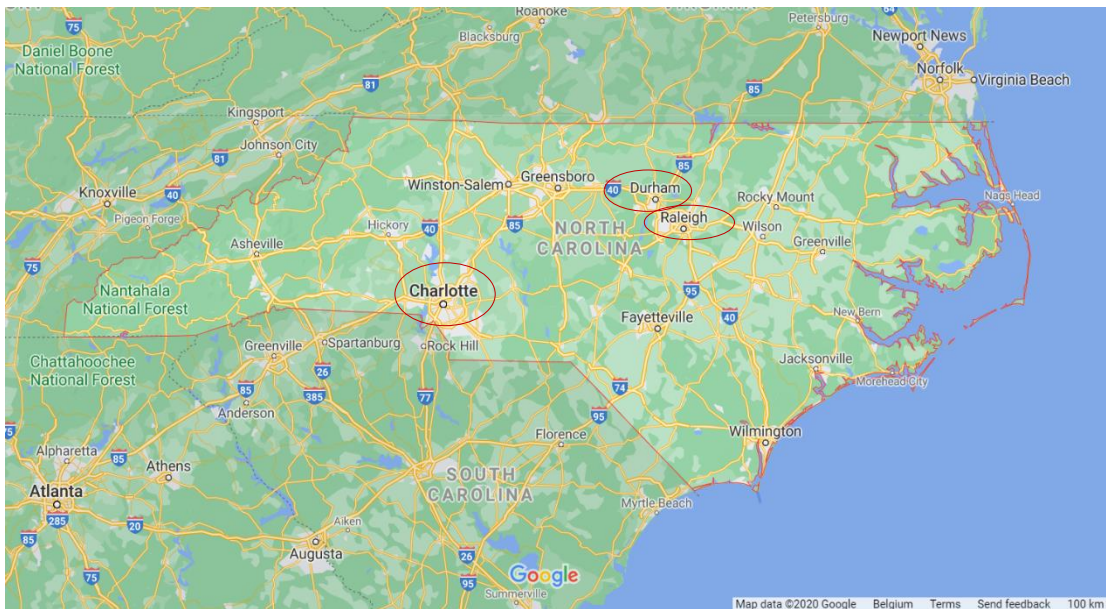 Roanoke
Petersburg
64
75
Blacksburg
Newport News
Daniel Boone
National Forest
Norfolk
Virginia Beach
81
85
Kingsport
Johnson City
81
85
Knoxville
40
Winston-Salem
Greensboro
40
Durham
Rocky Mount
Nags Head
Pigeon Forge
Hickory
40
85
NORTH
CAROLINA
Raleigh
Wilson
Asheville
Greenville
75
Nantahala
National Forest
Charlotte
95
40
Fayetteville
New Bern
Chattahoochee
National Forest
Greenville
Spartanburg
Rock Hill
Jacksonville
26
Morehead City
85
385
77
74
Anderson
95
75
Alpharetta
85
Athens
Florence
Wilmington
Atlanta
SOUTH
CAROLINA
285
20
Aiken
Myrtle Beach
85
Augusta
26
75
Google
95
Summerville
Map data ©2020 Google Belgium Terms Send feedback 100 km